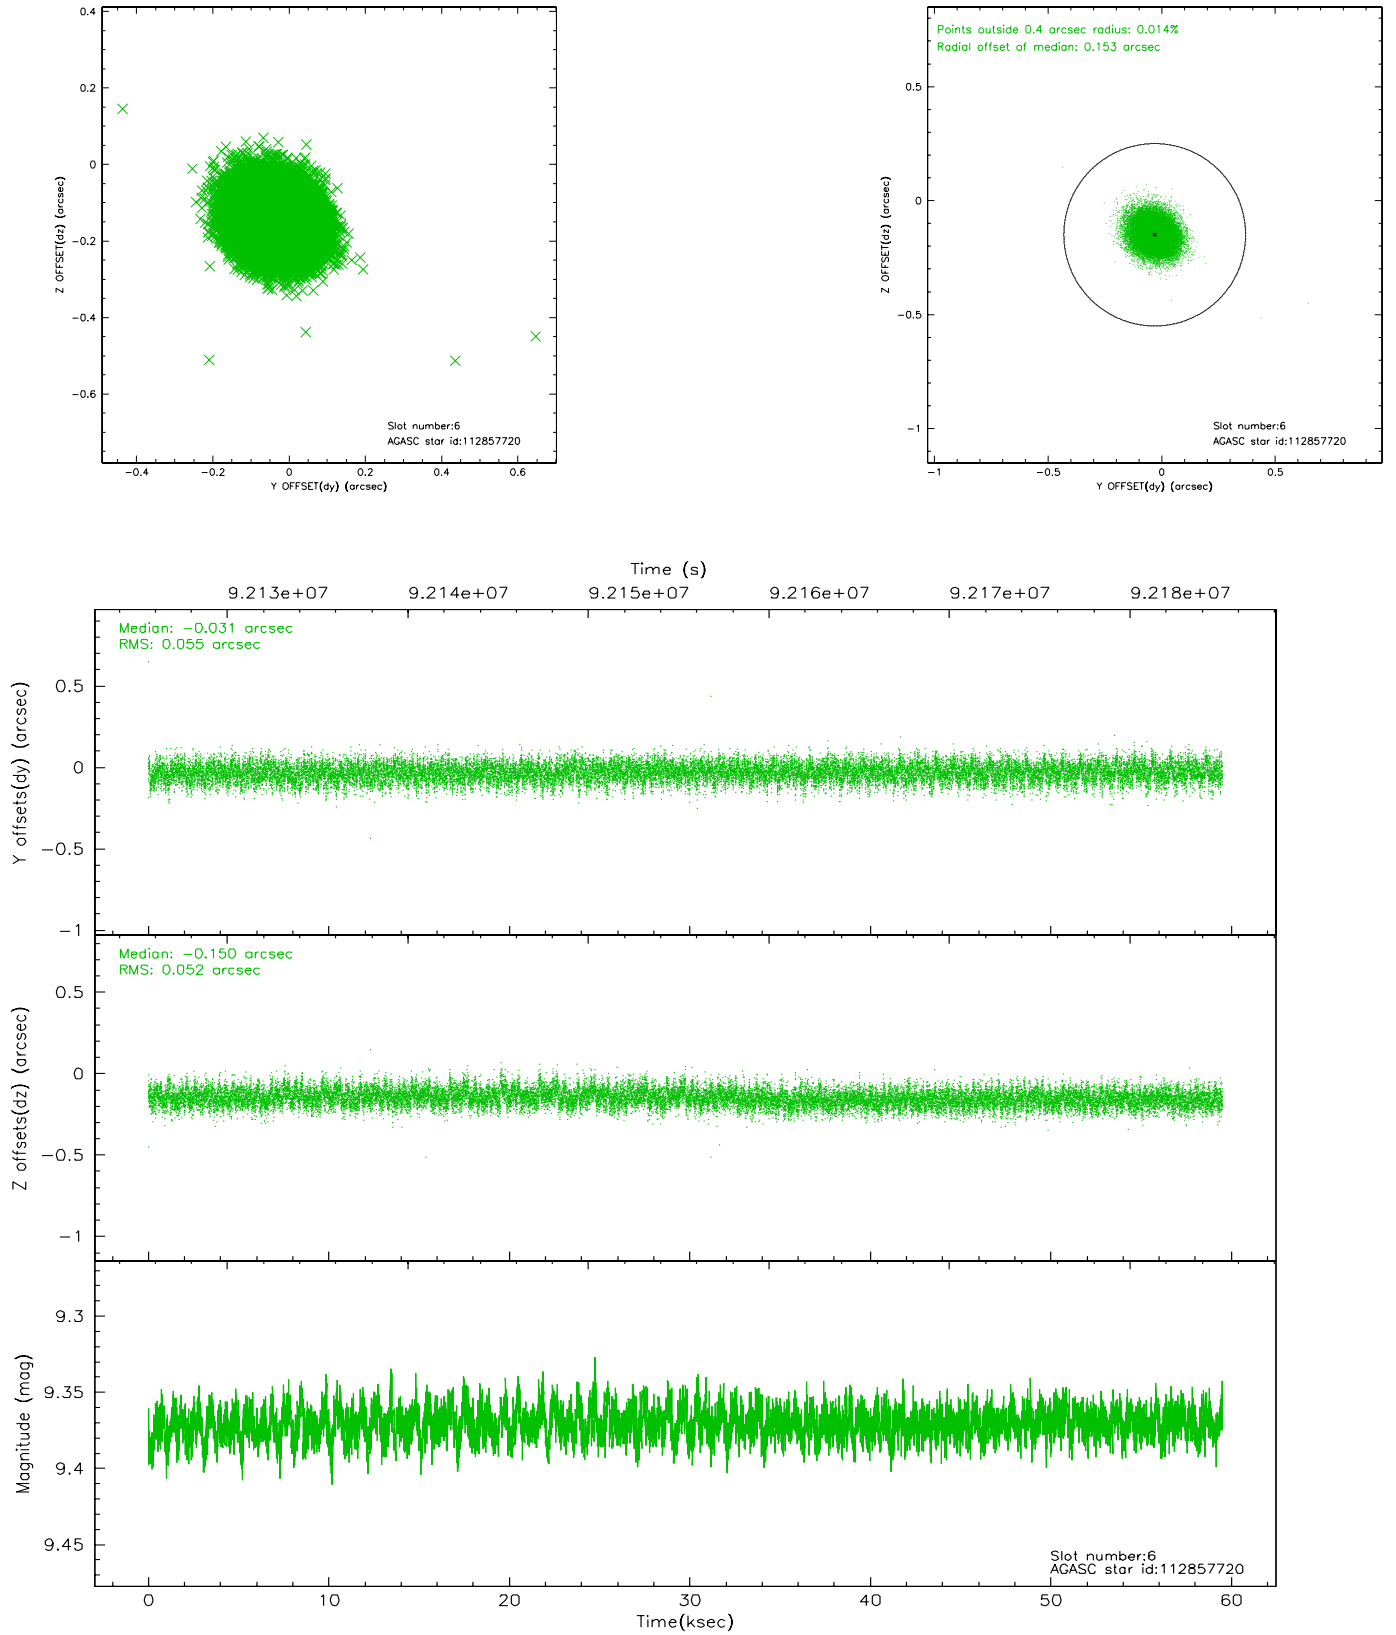 0.4
0.2
0
−0.2
−0.4
−0.6
Z OFFSET(dz) (arcsec)
Slot number:6
AGASC star id:112857720
−0.4 −0.2 0 0.2 0.4 0.6
Y OFFSET(dy) (arcsec)
Points outside 0.4 arcsec radius: 0.014%
Radial offset of median: 0.153 arcsec
0.5
0
−0.5
−1
Z OFFSET(dz) (arcsec)
Slot number:6
AGASC star id:112857720
−1 −0.5 0 0.5
Y OFFSET(dy) (arcsec)
Time (s)
9.213e+07 9.214e+07 9.215e+07 9.216e+07 9.217e+07 9.218e+07
Median: −0.031 arcsec
RMS: 0.055 arcsec
0.5
0
−0.5
−1
Y offsets(dy) (arcsec)
Median: −0.150 arcsec
RMS: 0.052 arcsec
0.5
0
−0.5
−1
Z offsets(dz) (arcsec)
9.3
9.35
9.4
9.45
Magnitude (mag)
Slot number:6
AGASC star id:112857720
0 10 20 30 40 50 60
Time(ksec)